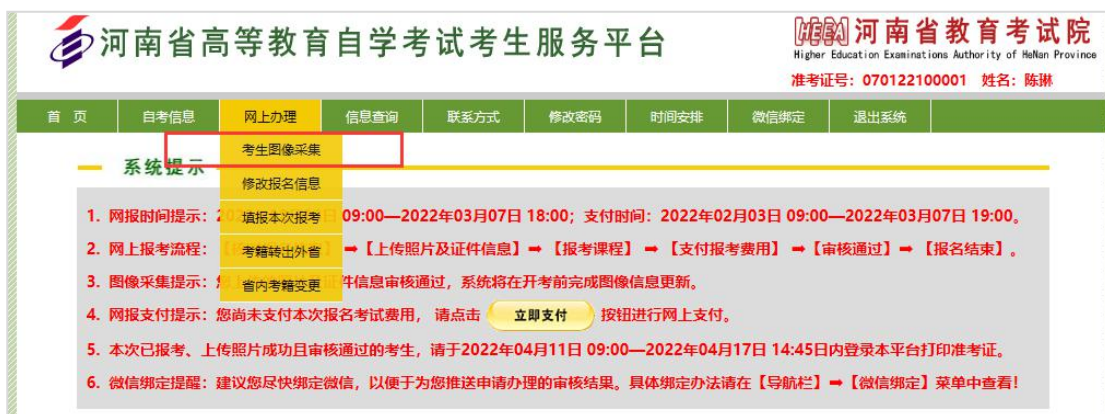 河南省高等教育自学考试考生服务平台
HEEA 河南省教育考试院
Higher Education Examinations Authority of HeNan Province
准考证号：070122100001 姓名：陈琳
首 页 自考信息 网上办理 信息查询 联系方式 修改密码 时间安排 微信绑定 退出系统
考生图像采集
系统提示
修改报名信息
填报本次报考
考籍转出外省
省内考籍变更
1. 网报时间提示： 09:00—2022年03月07日 18:00；支付时间：2022年02月03日 09:00—2022年03月07日 19:00。
2. 网上报考流程： ➡【上传照片及证件信息】➡【报考课程】➡【支付报考费用】➡【审核通过】➡【报名结束】。
3. 图像采集提示： 证件信息审核通过，系统将在开考前完成图像信息更新。
4. 网报支付提示：您尚未支付本次报名考试费用， 请点击 立即支付 按钮进行网上支付。
5. 本次已报考、上传照片成功且审核通过的考生，请于2022年04月11日 09:00—2022年04月17日 14:45日内登录本平台打印准考证。
6. 微信绑定提醒：建议您尽快绑定微信，以便于为您推送申请办理的审核结果。具体绑定办法请在【导航栏】➡【微信绑定】菜单中查看！